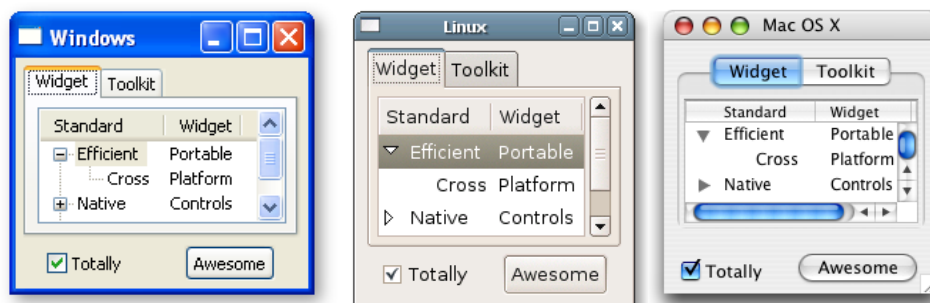 Windows
Widget Toolkit
Standard Widget
Efficient Portable
Cross Platform
Native Controls
Totally Awesome
Linux
Widget Toolkit
Standard Widget
Efficient Portable
Cross Platform
Native Controls
Totally Awesome
Mac OS X
Widget Toolkit
Standard Widget
Efficient Portable
Cross Platform
Native Controls
Totally Awesome